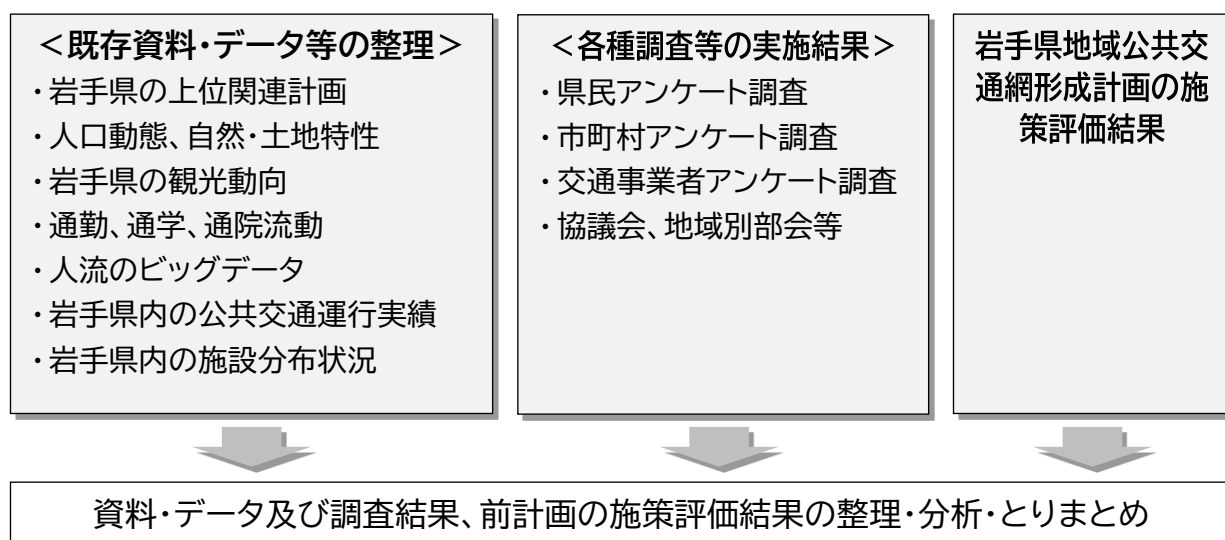 ＜既存資料・データ等の整理＞
・岩手県の上位関連計画
・人口動態、自然・土地特性
・岩手県の観光動向
・通勤、通学、通院流動
・人流のビッグデータ
・岩手県内の公共交通運行実績
・岩手県内の施設分布状況
＜各種調査等の実施結果＞
・県民アンケート調査
・市町村アンケート調査
・交通事業者アンケート調査
・協議会、地域別部会等
岩手県地域公共交
通網形成計画の施
策評価結果
資料・データ及び調査結果、前計画の施策評価結果の整理・分析・とりまとめ